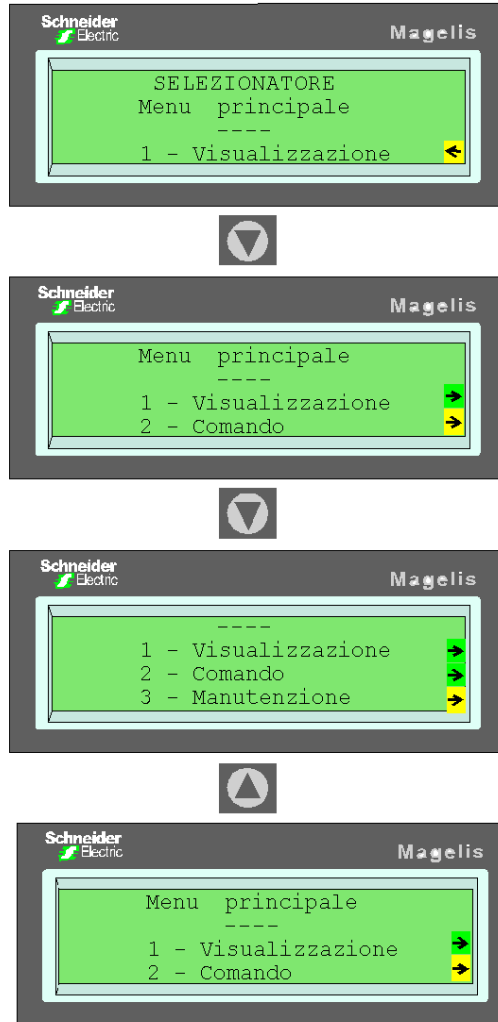 Schneider
Electric
Magelis
SELEZIONATORE
Menu principale
----
1 - Visualizzazione
Schneider
Electric
Magelis
Menu principale
----
1 - Visualizzazione
2 - Comando
Schneider
Electric
Magelis
----
1 - Visualizzazione
2 - Comando
3 - Manutenzione
Schneider
Electric
Magelis
Menu principale
----
1 - Visualizzazione
2 - Comando